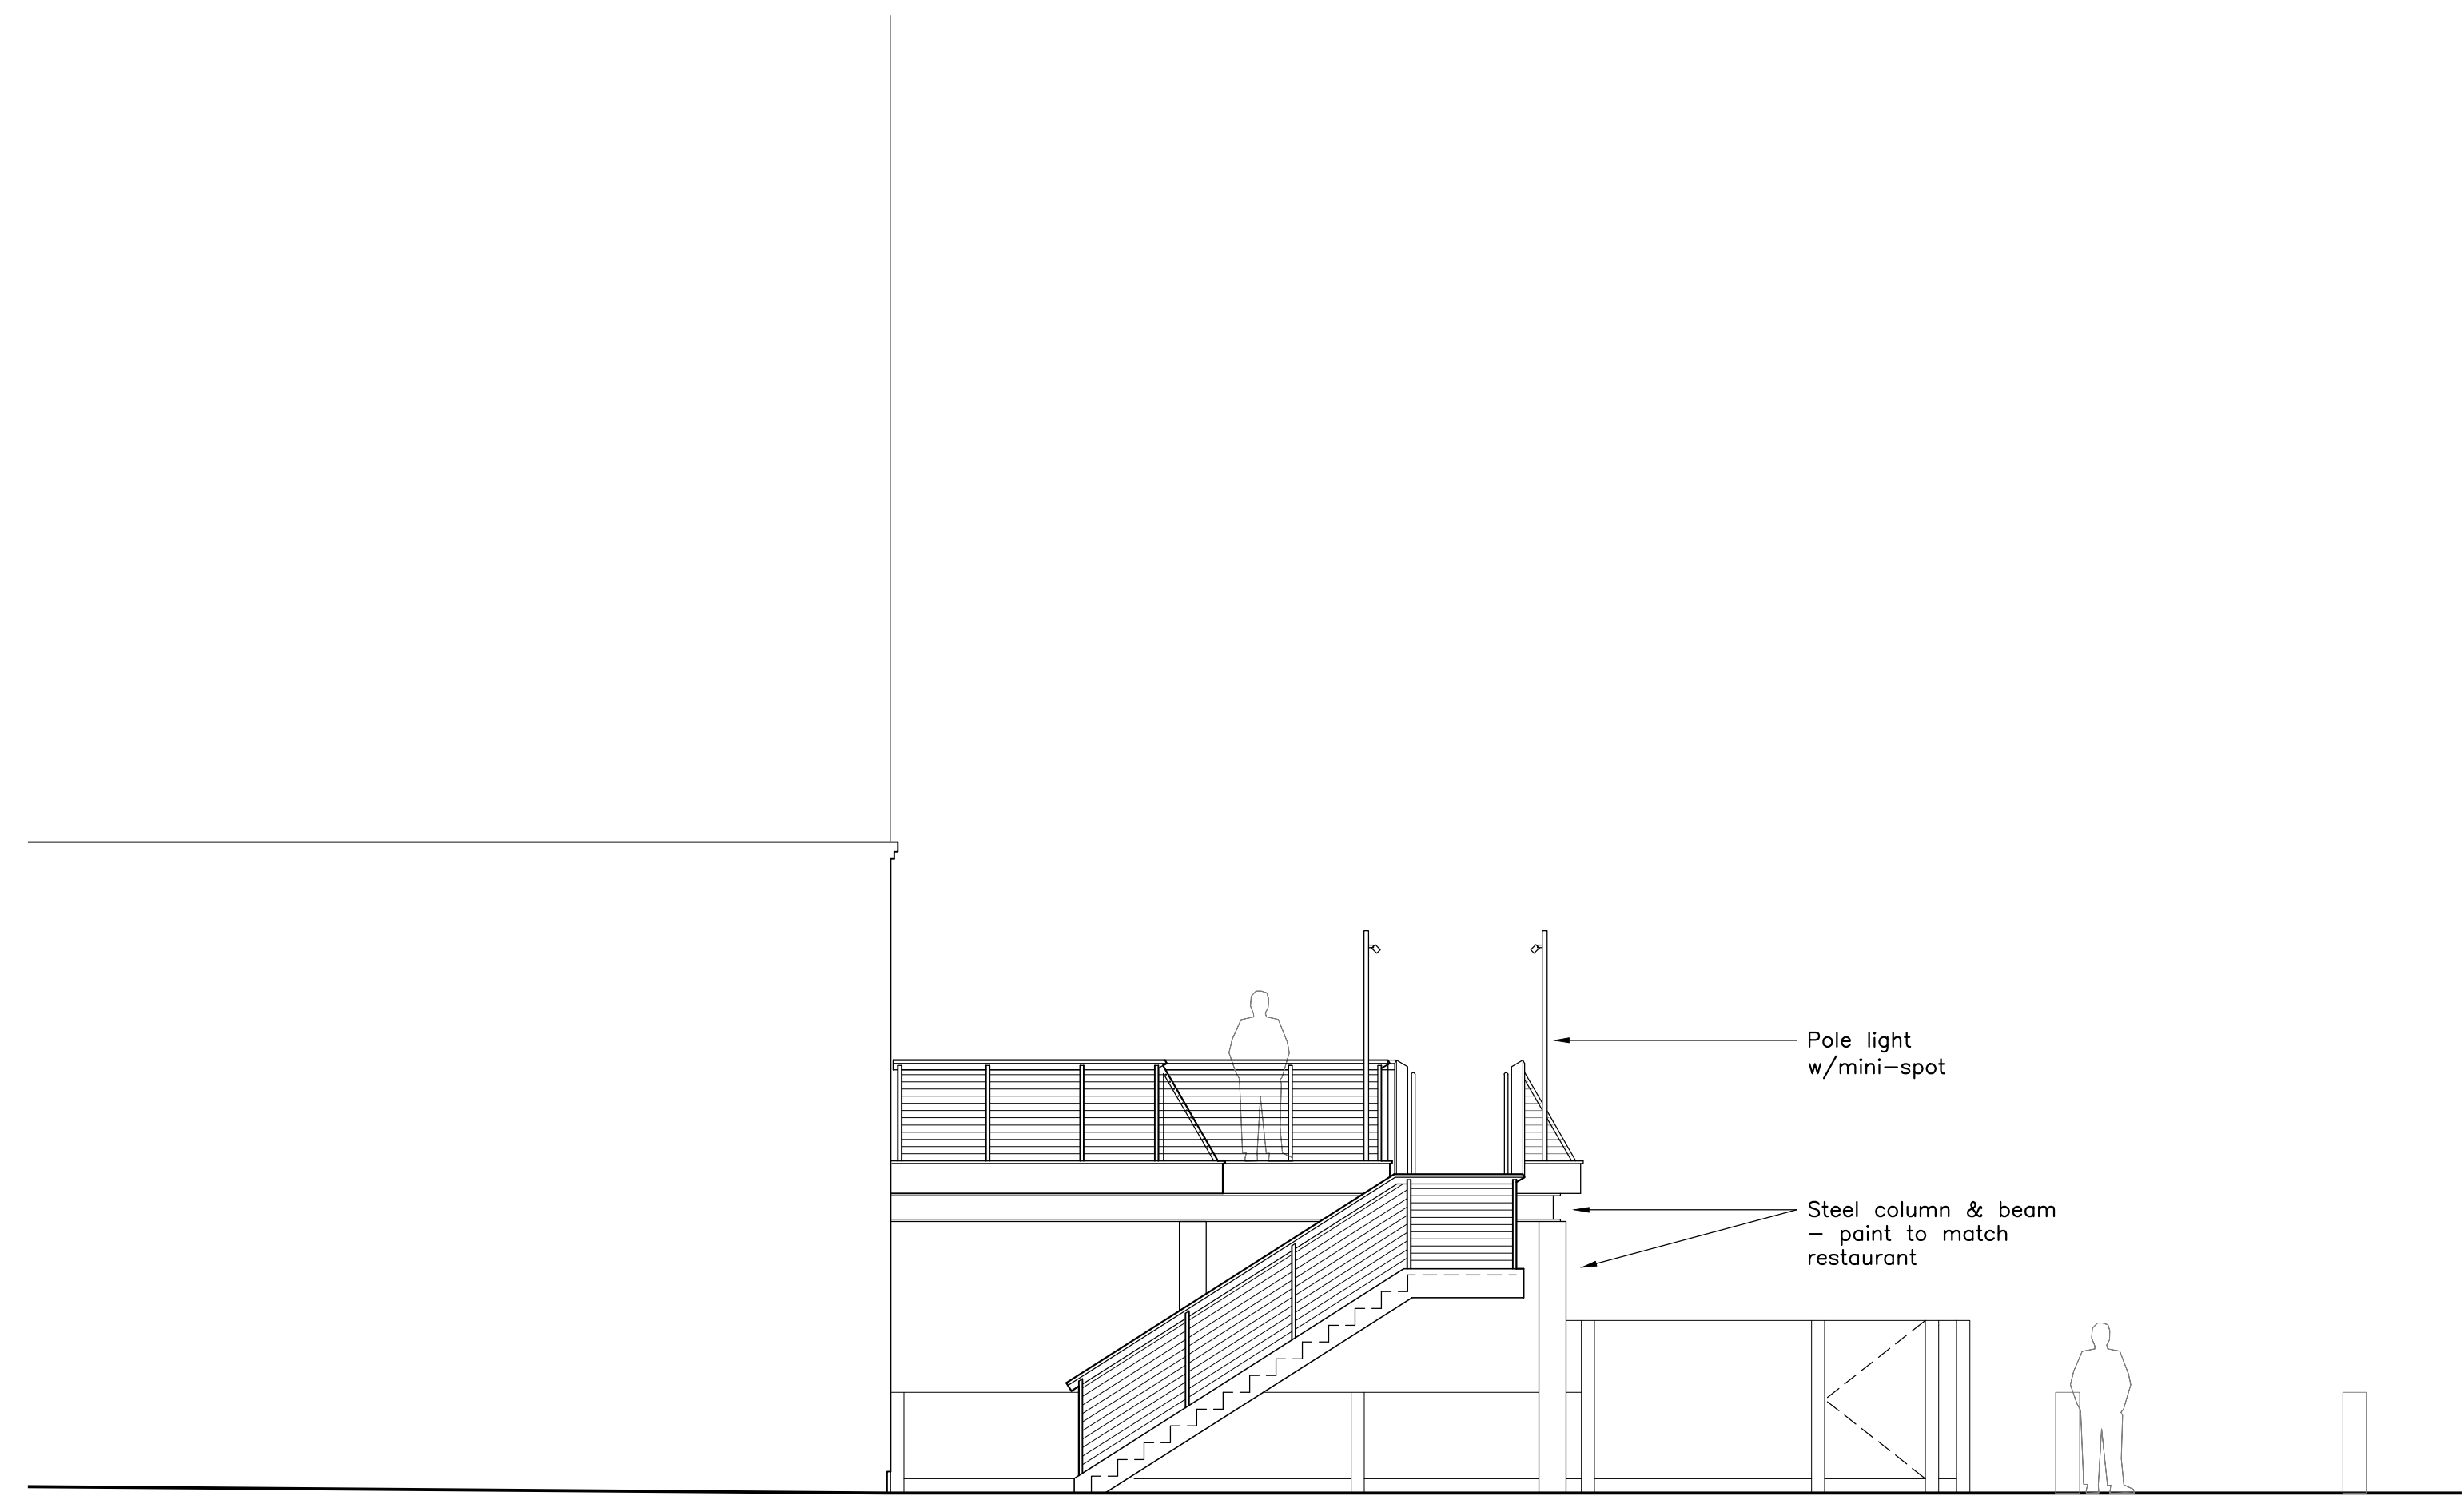 Pole light
w/mini-spot
Steel column & beam
- paint to match
restaurant